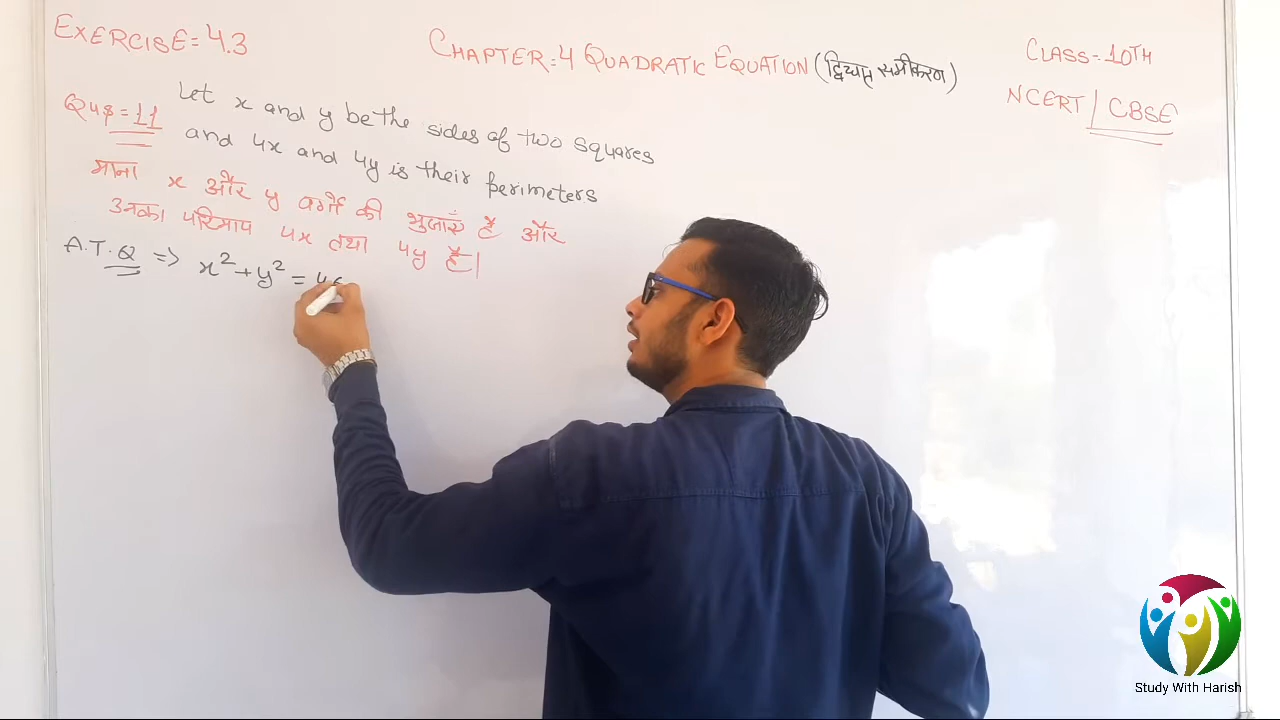 EXERCISE=4.3
CHAPTER:4 QUADRATIC EQUATION (द्विघात समीकरण)
CLASS=10TH
NCERT/CBSE
Que=11
Let x and y be the sides of two squares
and 4x and 4y is their perimeters
माना x और y वर्गों की भुजाएँ है और
उनका परिमाप 4x तथा 4y है।
A.T.Q ⇒ x²+y² = 46
Study With Harish